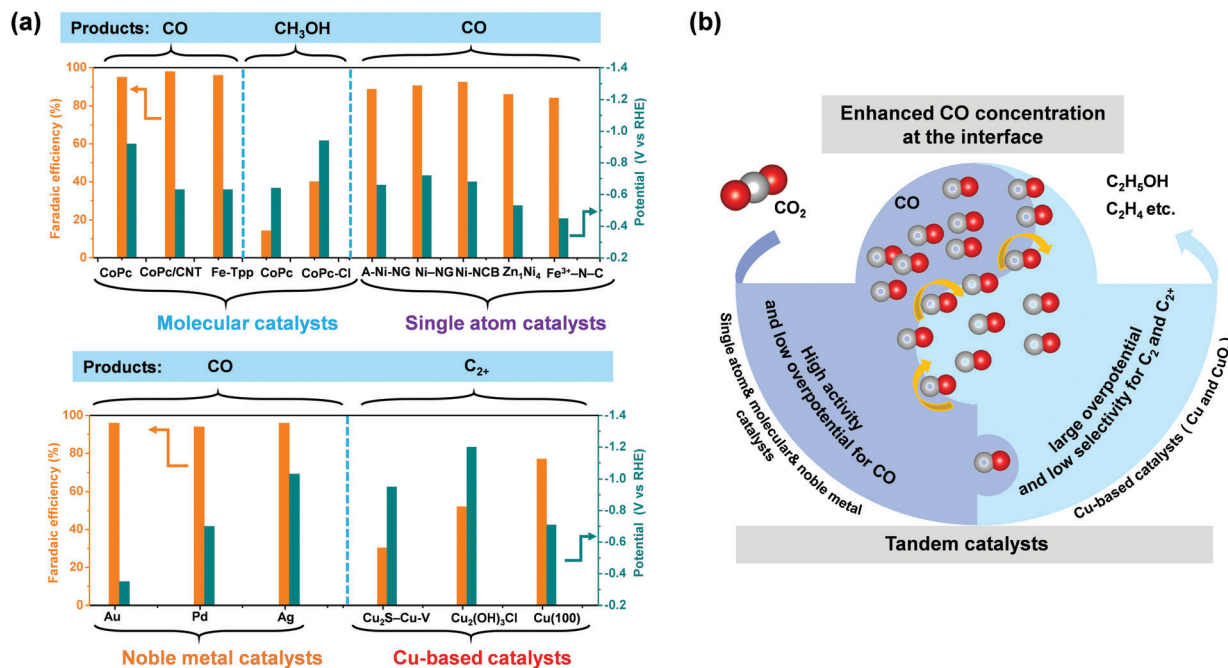 (a)
Products: CO CH₃OH CO
Faradaic efficiency (%)
100
80
60
40
20
0
-1.4
-1.2
-1.0
-0.8
-0.6
-0.4
-0.2
Potential (V vs RHE)
CoPc CoPc/CNT Fe-Tpp CoPc CoPc-Cl A-Ni-NG Ni–NG Ni-NCB Zn₁Ni₄ Fe³⁺–N–C
Molecular catalysts Single atom catalysts
Products: CO C₂₊
Faradaic efficiency (%)
100
80
60
40
20
0
-1.4
-1.2
-1.0
-0.8
-0.6
-0.4
-0.2
Potential (V vs RHE)
Au Pd Ag Cu₂S–Cu-V Cu₂(OH)₃Cl Cu(100)
Noble metal catalysts Cu-based catalysts
(b)
Enhanced CO concentration
at the interface
CO₂
CO
C₂H₅OH
C₂H₄ etc.
High activity
and low overpotential for CO
Single atom& molecular& noble metal
catalysts
large overpotential
and low selectivity for C₂ and C₂₊
Cu-based catalysts ( Cu and CuOₓ)
Tandem catalysts